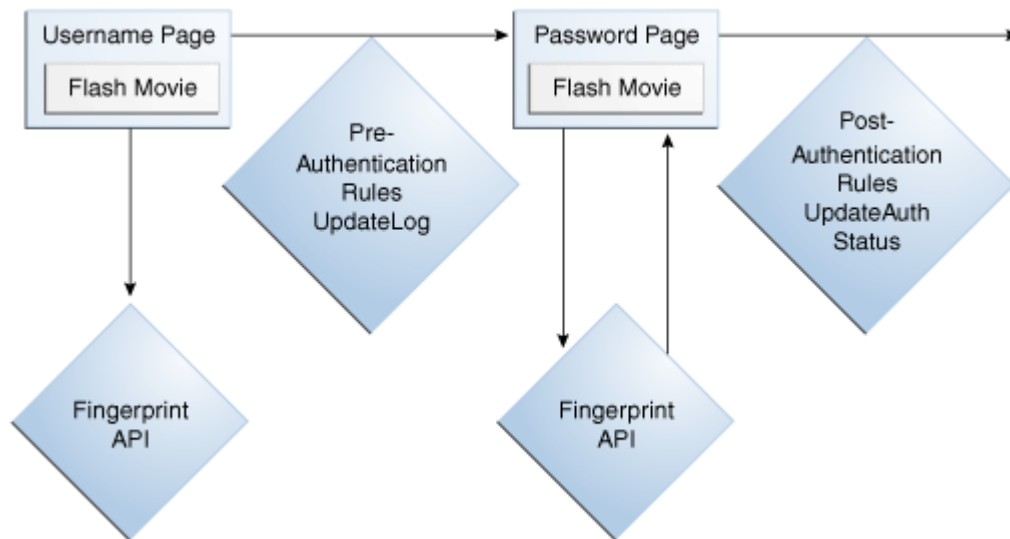 Username Page
Flash Movie
Pre-
Authentication
Rules
UpdateLog
Password Page
Flash Movie
Post-
Authentication
Rules
UpdateAuth
Status
Fingerprint
API
Fingerprint
API